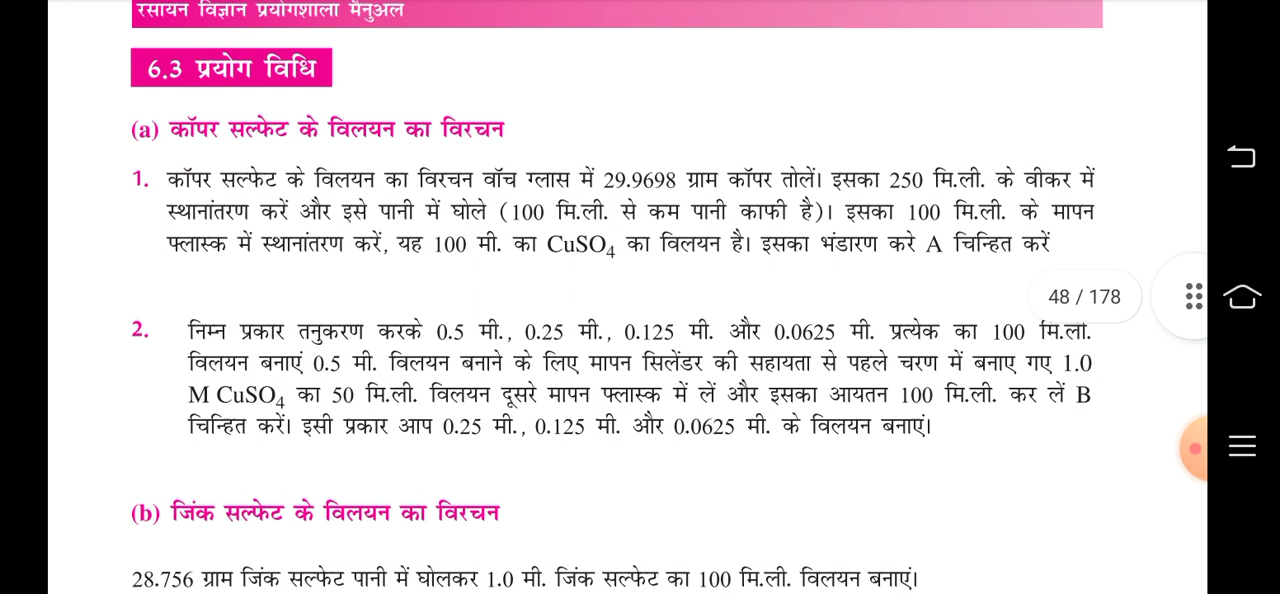 रसायन विज्ञान प्रयोगशाला मैनुअल
6.3 प्रयोग विधि
(a) कॉपर सल्फेट के विलयन का विरचन
1. कॉपर सल्फेट के विलयन का विरचन वॉच ग्लास में 29.9698 ग्राम कॉपर तोलें। इसका 250 मि.ली. के वीकर में
स्थानांतरण करें और इसे पानी में घोले (100 मि.ली. से कम पानी काफी है)। इसका 100 मि.ली. के मापन
फ्लास्क में स्थानांतरण करें, यह 100 मी. का CuSO4 का विलयन है। इसका भंडारण करे A चिन्हित करें
48 / 178
2. निम्न प्रकार तनुकरण करके 0.5 मी., 0.25 मी., 0.125 मी. और 0.0625 मी. प्रत्येक का 100 मि.ली.
विलयन बनाएं 0.5 मी. विलयन बनाने के लिए मापन सिलेंडर की सहायता से पहले चरण में बनाए गए 1.0
M CuSO4 का 50 मि.ली. विलयन दूसरे मापन फ्लास्क में लें और इसका आयतन 100 मि.ली. कर लें B
चिन्हित करें। इसी प्रकार आप 0.25 मी., 0.125 मी. और 0.0625 मी. के विलयन बनाएं।
(b) जिंक सल्फेट के विलयन का विरचन
28.756 ग्राम जिंक सल्फेट पानी में घोलकर 1.0 मी. जिंक सल्फेट का 100 मि.ली. विलयन बनाएं।